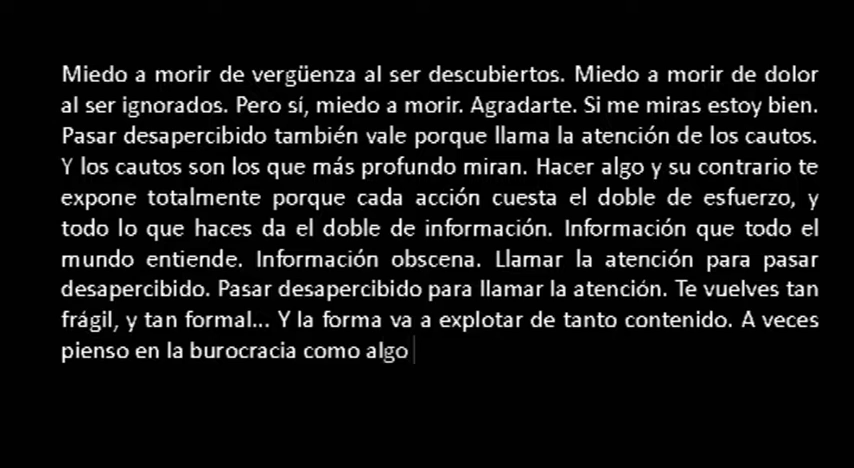 Miedo a morir de vergüenza al ser descubiertos. Miedo a morir de dolor
al ser ignorados. Pero sí, miedo a morir. Agradarte. Si me miras estoy bien.
Pasar desapercibido también vale porque llama la atención de los cautos.
Y los cautos son los que más profundo miran. Hacer algo y su contrario te
expone totalmente porque cada acción cuesta el doble de esfuerzo, y
todo lo que haces da el doble de información. Información que todo el
mundo entiende. Información obscena. Llamar la atención para pasar
desapercibido. Pasar desapercibido para llamar la atención. Te vuelves tan
frágil, y tan formal... Y la forma va a explotar de tanto contenido. A veces
pienso en la burocracia como algo